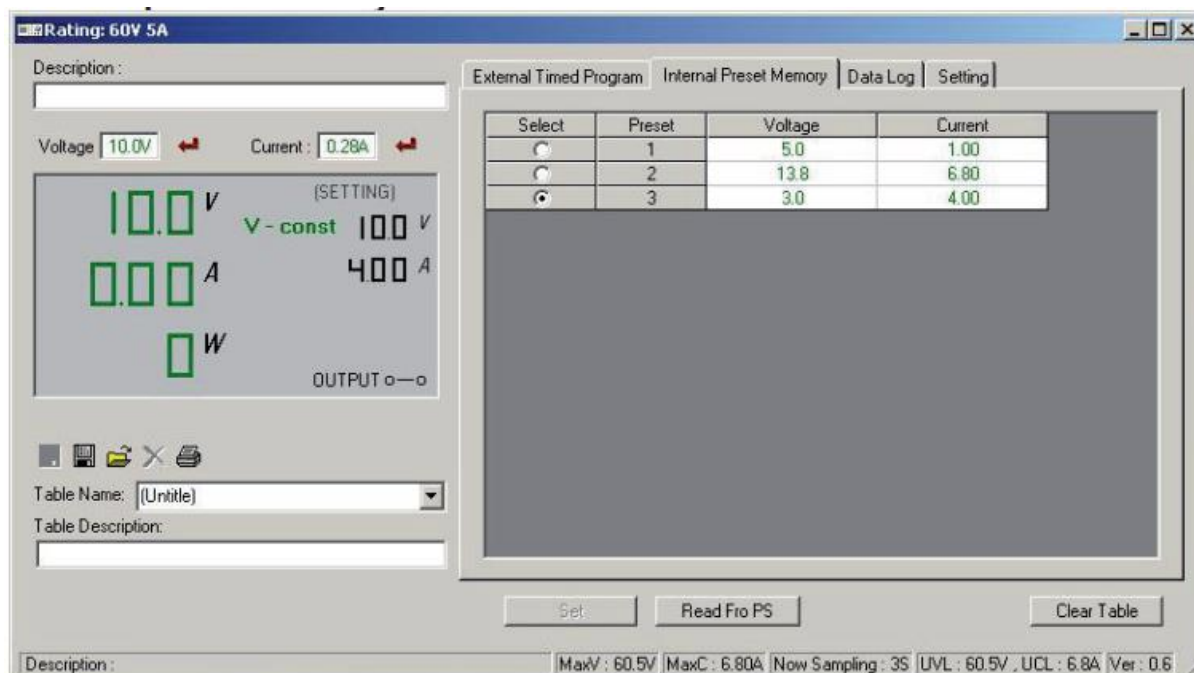 Rating: 60V 5A
Description :
External Timed Program Internal Preset Memory Data Log Setting
Voltage 10.0V Current : 0.28A
Select Preset Voltage Current
1 5.0 1.00
2 13.8 6.80
3 3.0 4.00
(SETTING)
10.0 V V - const 10.0 V
0.00 A 4.00 A
0 W
OUTPUT
Table Name: (Untitle)
Table Description:
Set Read Fro PS Clear Table
Description : MaxV : 60.5V MaxC : 6.80A Now Sampling : 3S UVL : 60.5V , UCL : 6.8A Ver : 0.6